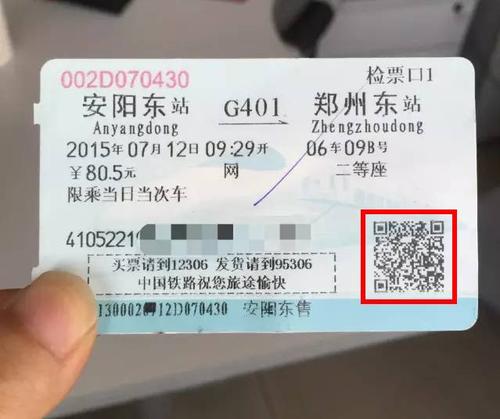 002D070430 检票口1
安阳东站 G401 郑州东站
Anyangdong Zhengzhoudong
2015年07月12日09:29开 06车09B号
￥80.5元 网 二等座
限乘当日当次车
4105221
买票请到12306 发货请到95306
中国铁路祝您旅途愉快
130002 12D070430 安阳东售